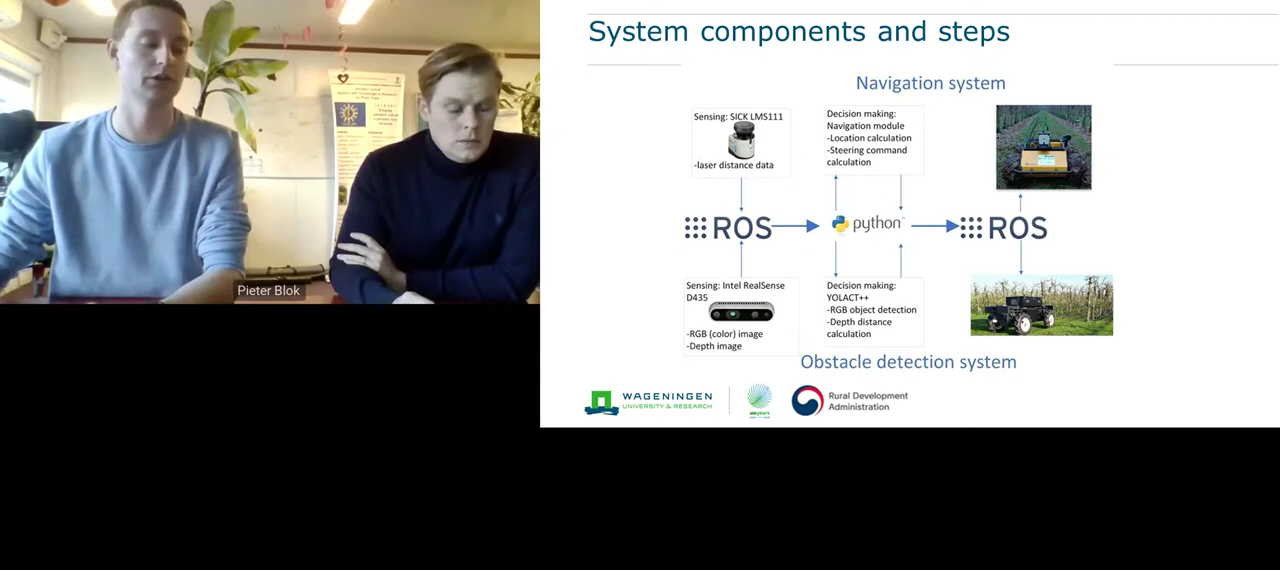 System components and steps
Navigation system
Sensing: SICK LMS111
-laser distance data
Decision making:
Navigation module
-Location calculation
-Steering command
calculation
ROS
python
ROS
Sensing: Intel RealSense
D435
-RGB (color) image
-Depth image
Decision making:
YOLACT++
-RGB object detection
-Depth distance
calculation
Obstacle detection system
WAGENINGEN
UNIVERSITY & RESEARCH
Rural Development
Administration
Pieter Blok